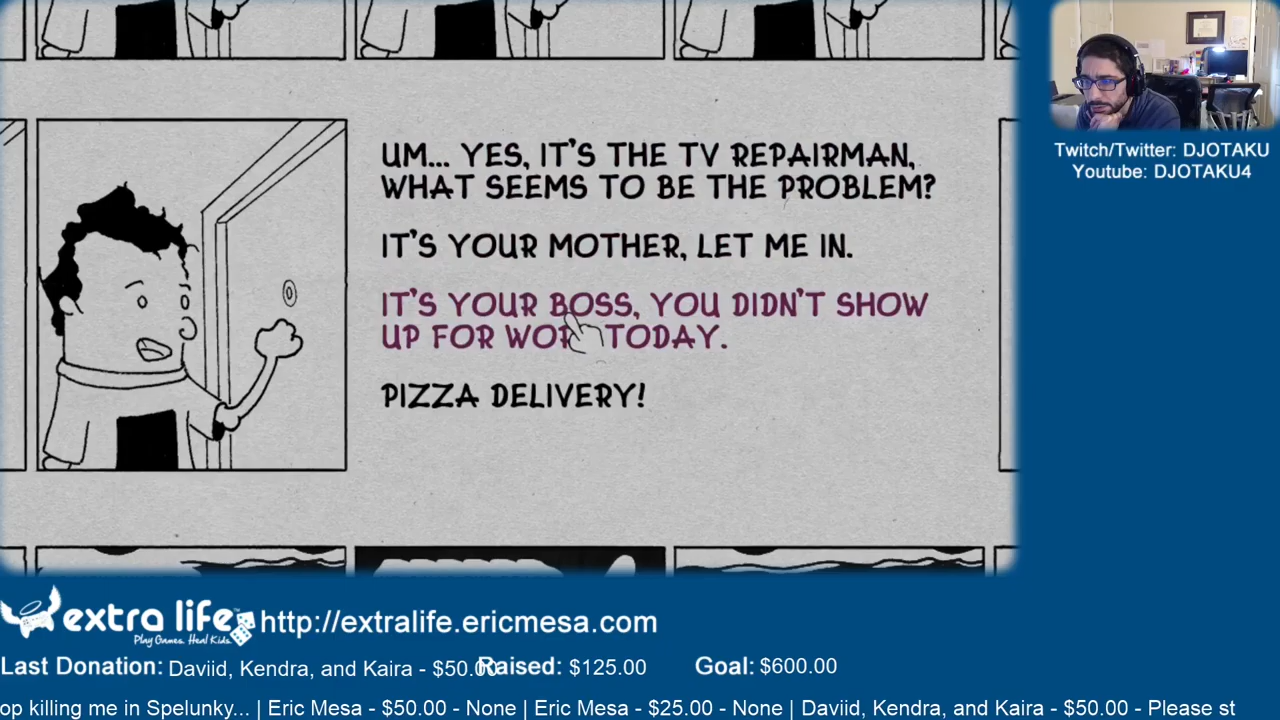 UM... YES, IT'S THE TV REPAIRMAN,
WHAT SEEMS TO BE THE PROBLEM?
IT'S YOUR MOTHER, LET ME IN.
IT'S YOUR BOSS, YOU DIDN'T SHOW
UP FOR WORK TODAY.
PIZZA DELIVERY!
Twitch/Twitter: DJOTAKU
Youtube: DJOTAKU4
extra life
Play Games. Heal Kids.
http://extralife.ericmesa.com
Last Donation: Daviid, Kendra, and Kaira - $50.00 Raised: $125.00 Goal: $600.00
op killing me in Spelunky... | Eric Mesa - $50.00 - None | Eric Mesa - $25.00 - None | Daviid, Kendra, and Kaira - $50.00 - Please st